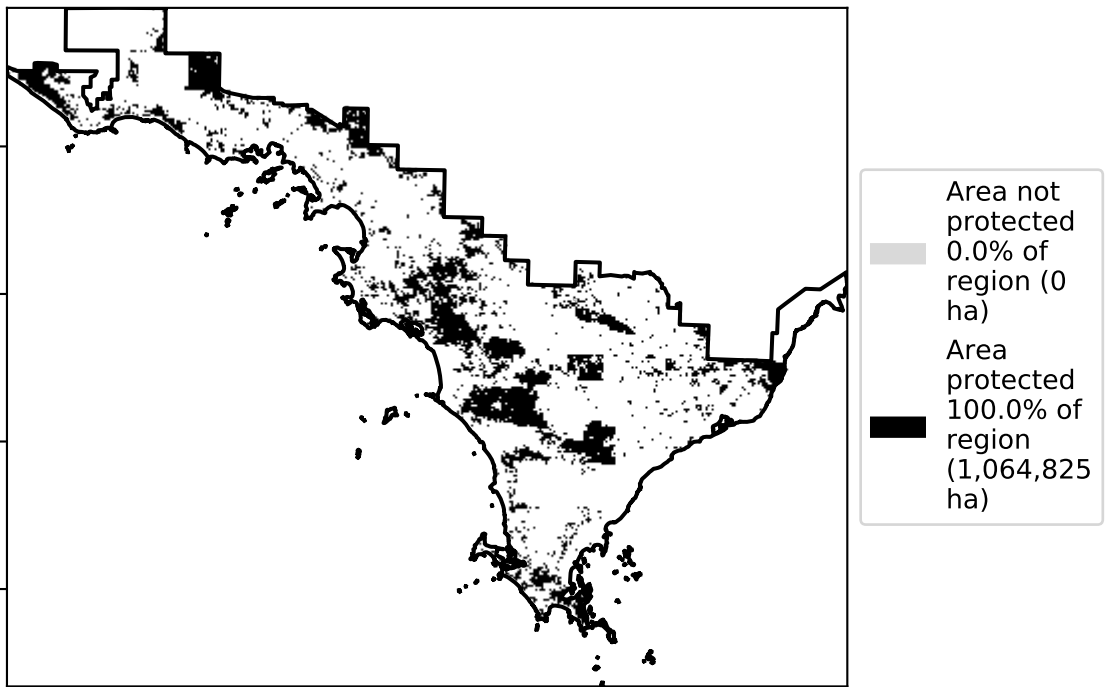 Area not
protected
0.0% of
region (0
ha)
Area
protected
100.0% of
region
(1,064,825
ha)